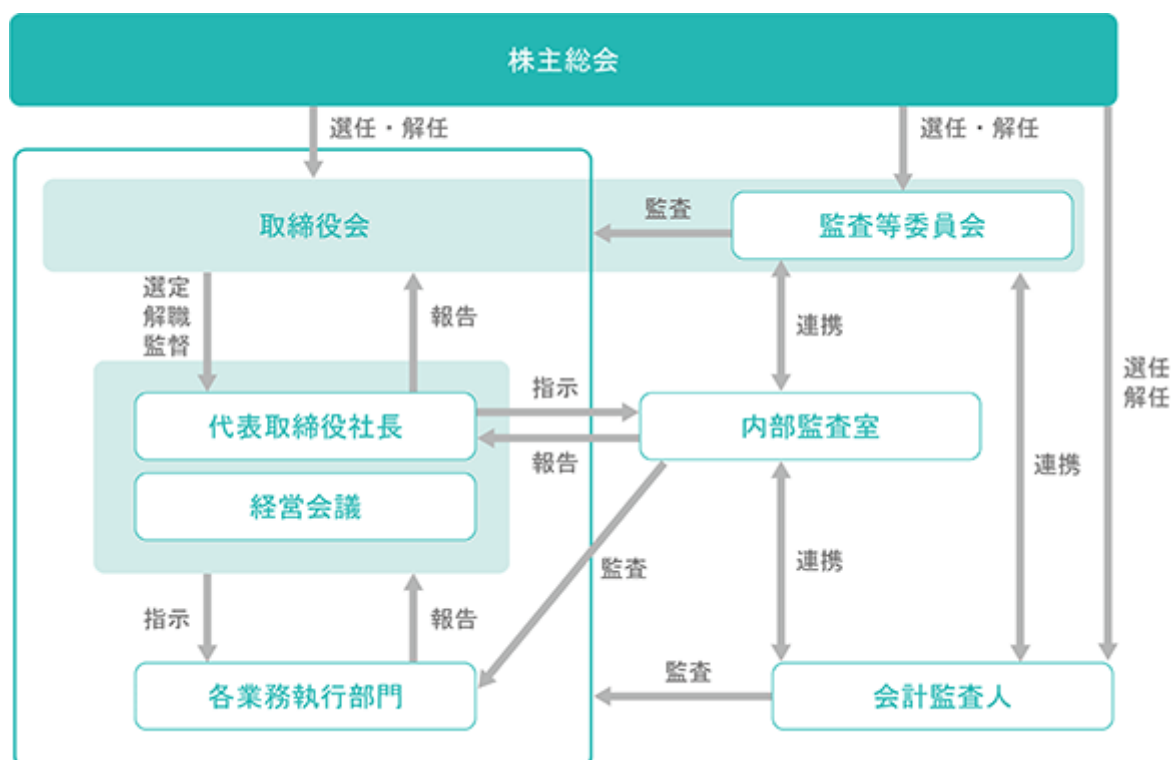 株主総会
選任・解任
選任・解任
取締役会
監査
監査等委員会
選定
解職
監督
報告
連携
選任
解任
代表取締役社長
指示
報告
内部監査室
連携
経営会議
監査
連携
指示
報告
各業務執行部門
監査
会計監査人